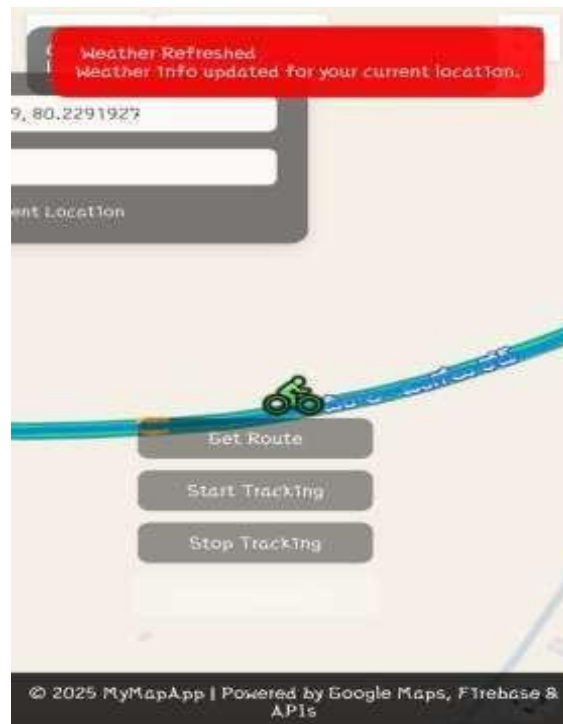 Weather Refreshed
Weather info updated for your current location.
9, 80.2291927
ent Location
Get Route
Start Tracking
Stop Tracking
© 2025 MyMapApp | Powered by Google Maps, Firebase &
APIs